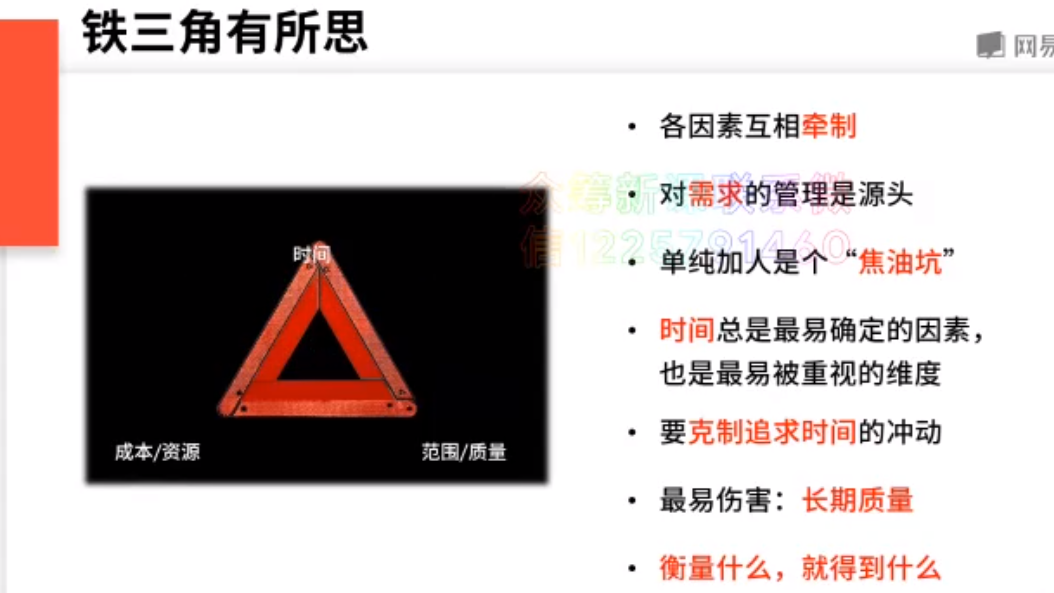 铁三角有所思
网易
时间
成本/资源
范围/质量
• 各因素互相牵制
• 对需求的管理是源头
• 单纯加人是个“焦油坑”
• 时间总是最易确定的因素，
也是最易被重视的维度
• 要克制追求时间的冲动
• 最易伤害：长期质量
• 衡量什么，就得到什么
众筹新课联系微
信1225791460